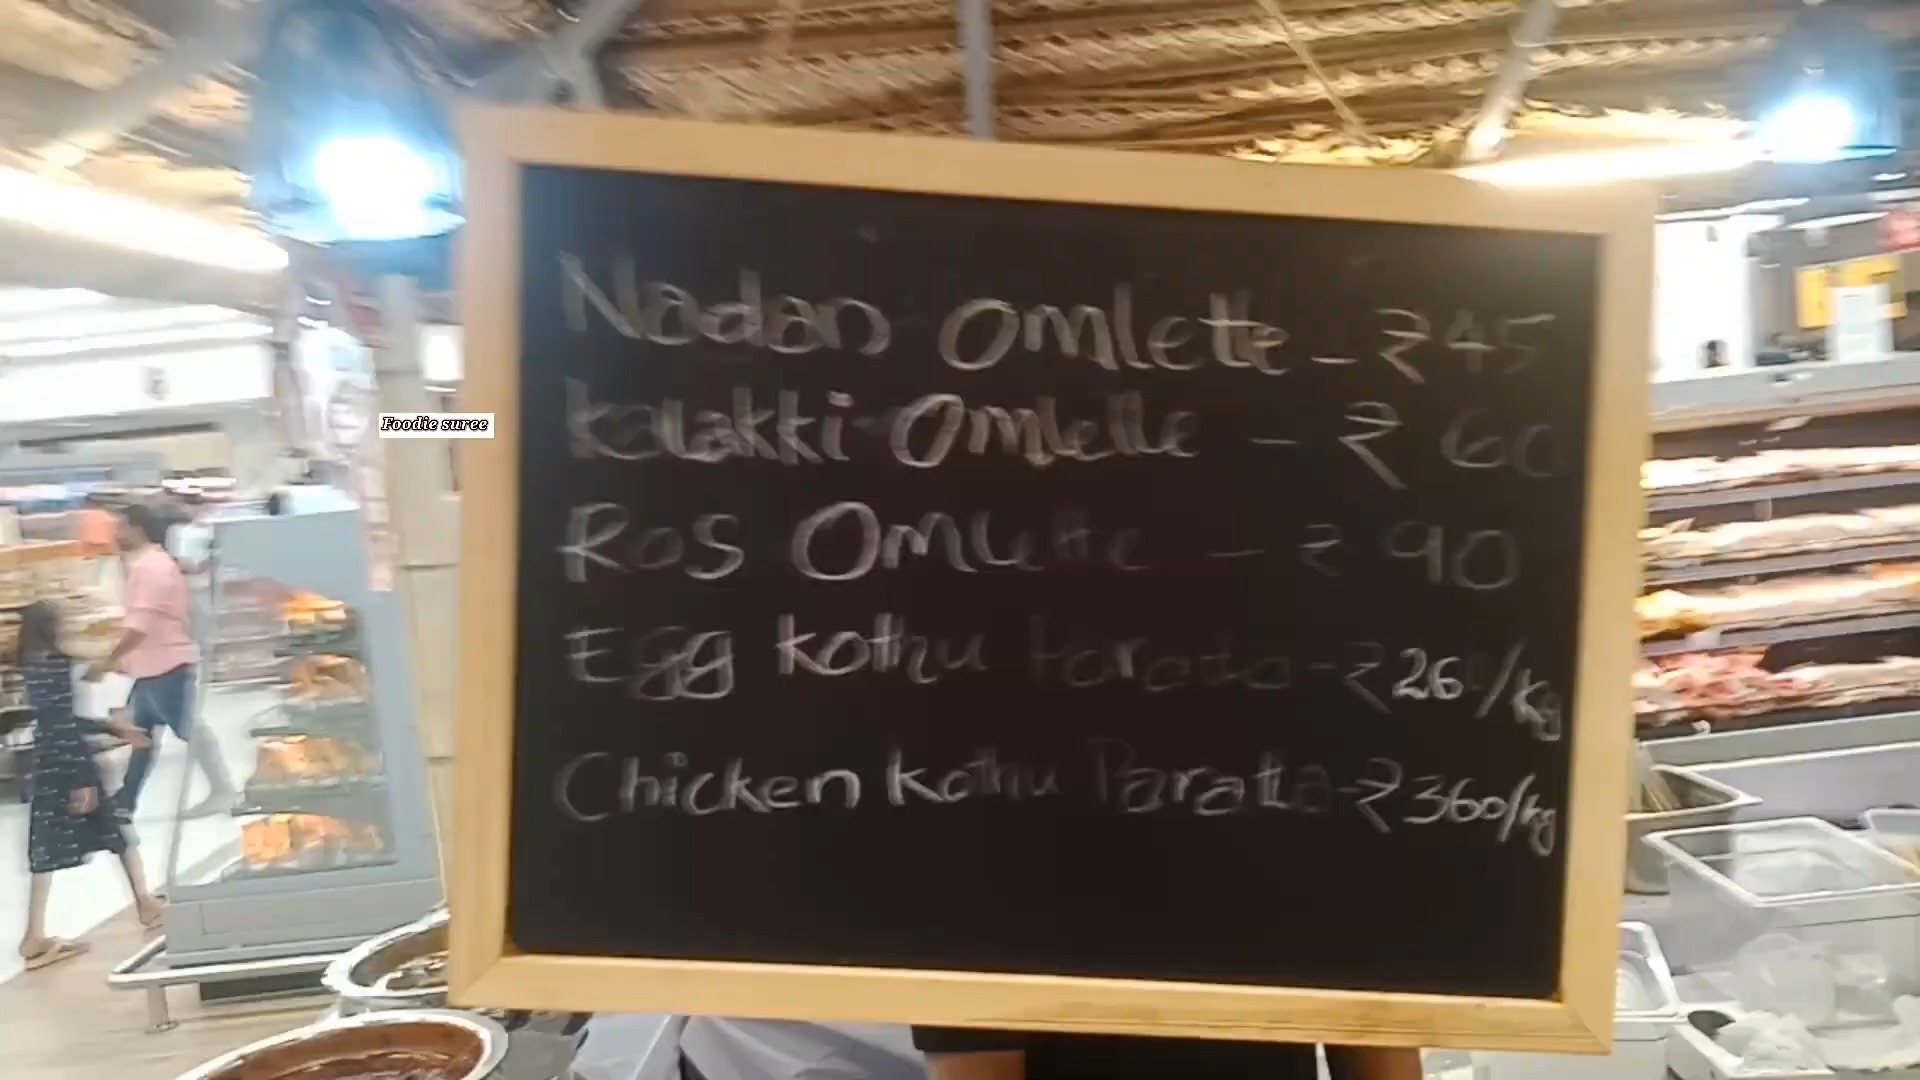 Foodie suree
Nadan Omlette - ₹45
Kalakki Omlette - ₹ 60
Ros Omlette - ₹ 90
Egg Kothu Parata - ₹ /Kg
Chicken Kothu Paratta - ₹360/kg